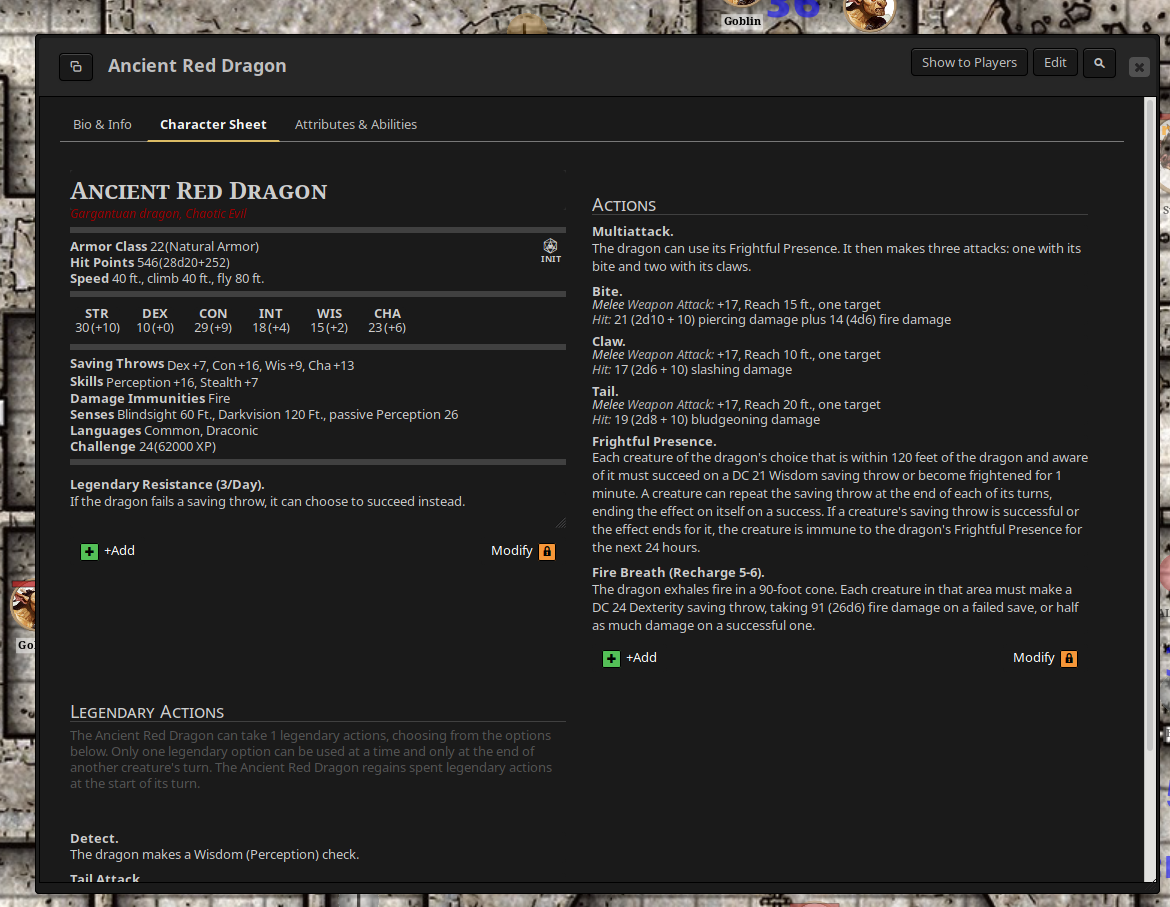 Goblin
36
Ancient Red Dragon
Show to Players
Edit
Bio & Info
Character Sheet
Attributes & Abilities
Ancient Red Dragon
Gargantuan dragon, Chaotic Evil
Armor Class 22(Natural Armor)
Hit Points 546(28d20+252)
Speed 40 ft., climb 40 ft., fly 80 ft.
INIT
STR DEX CON INT WIS CHA
30 (+10) 10 (+0) 29 (+9) 18 (+4) 15 (+2) 23 (+6)
Saving Throws Dex +7, Con +16, Wis +9, Cha +13
Skills Perception +16, Stealth +7
Damage Immunities Fire
Senses Blindsight 60 Ft., Darkvision 120 Ft., passive Perception 26
Languages Common, Draconic
Challenge 24(62000 XP)
Legendary Resistance (3/Day).
If the dragon fails a saving throw, it can choose to succeed instead.
+Add
Modify
Actions
Multiattack.
The dragon can use its Frightful Presence. It then makes three attacks: one with its
bite and two with its claws.
Bite.
Melee Weapon Attack: +17, Reach 15 ft., one target
Hit: 21 (2d10 + 10) piercing damage plus 14 (4d6) fire damage
Claw.
Melee Weapon Attack: +17, Reach 10 ft., one target
Hit: 17 (2d6 + 10) slashing damage
Tail.
Melee Weapon Attack: +17, Reach 20 ft., one target
Hit: 19 (2d8 + 10) bludgeoning damage
Frightful Presence.
Each creature of the dragon's choice that is within 120 feet of the dragon and aware
of it must succeed on a DC 21 Wisdom saving throw or become frightened for 1
minute. A creature can repeat the saving throw at the end of each of its turns,
ending the effect on itself on a success. If a creature's saving throw is successful or
the effect ends for it, the creature is immune to the dragon's Frightful Presence for
the next 24 hours.
Fire Breath (Recharge 5-6).
The dragon exhales fire in a 90-foot cone. Each creature in that area must make a
DC 24 Dexterity saving throw, taking 91 (26d6) fire damage on a failed save, or half
as much damage on a successful one.
+Add
Modify
Legendary Actions
The Ancient Red Dragon can take 1 legendary actions, choosing from the options
below. Only one legendary option can be used at a time and only at the end of
another creature's turn. The Ancient Red Dragon regains spent legendary actions
at the start of its turn.
Detect.
The dragon makes a Wisdom (Perception) check.
Tail Attack
Go